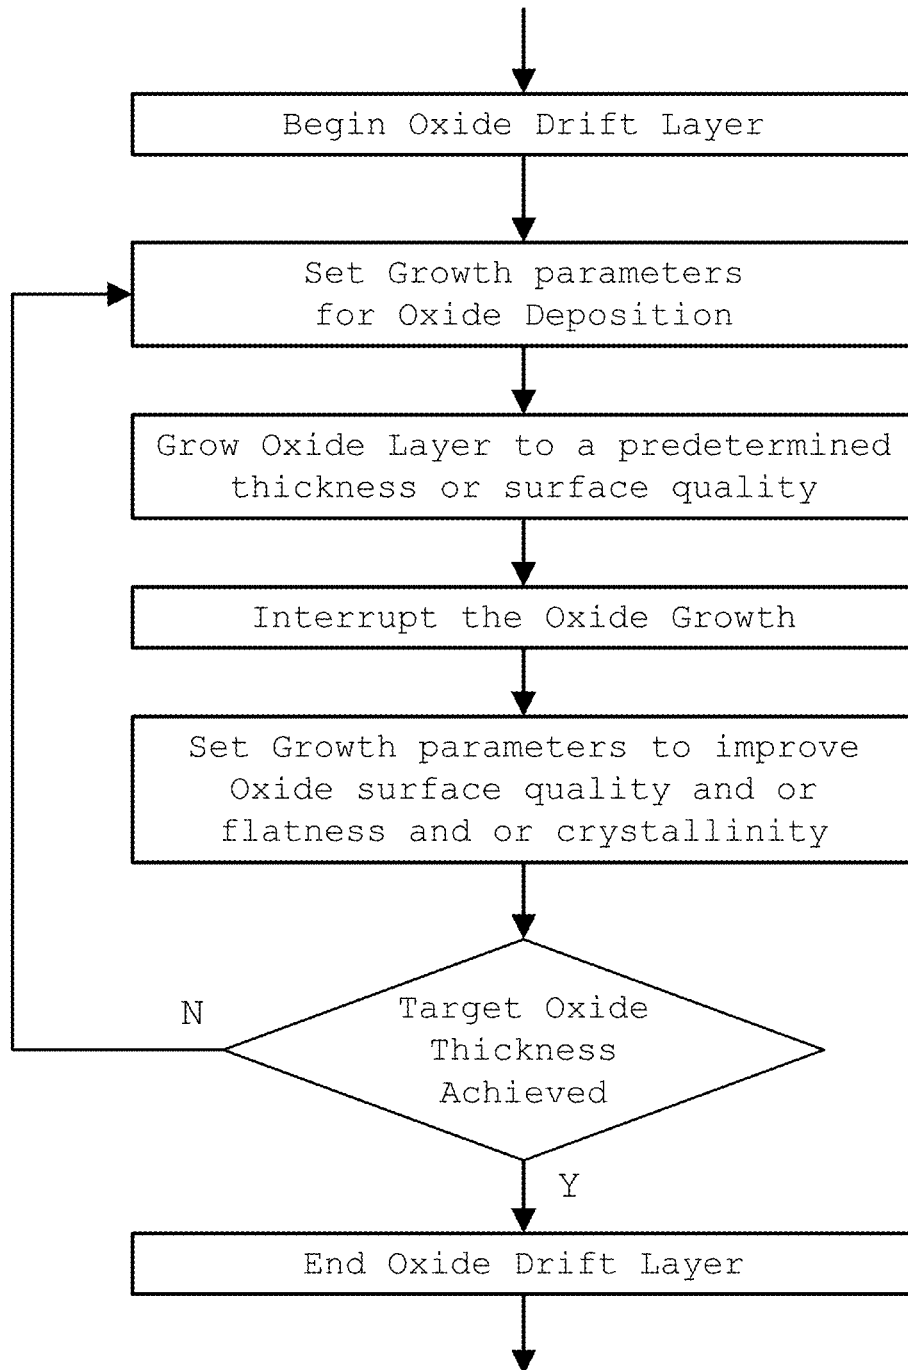 Begin Oxide Drift Layer
Set Growth parameters
for Oxide Deposition
Grow Oxide Layer to a predetermined
thickness or surface quality
Interrupt the Oxide Growth
Set Growth parameters to improve
Oxide surface quality and or
flatness and or crystallinity
Target Oxide
Thickness
Achieved
N
Y
End Oxide Drift Layer